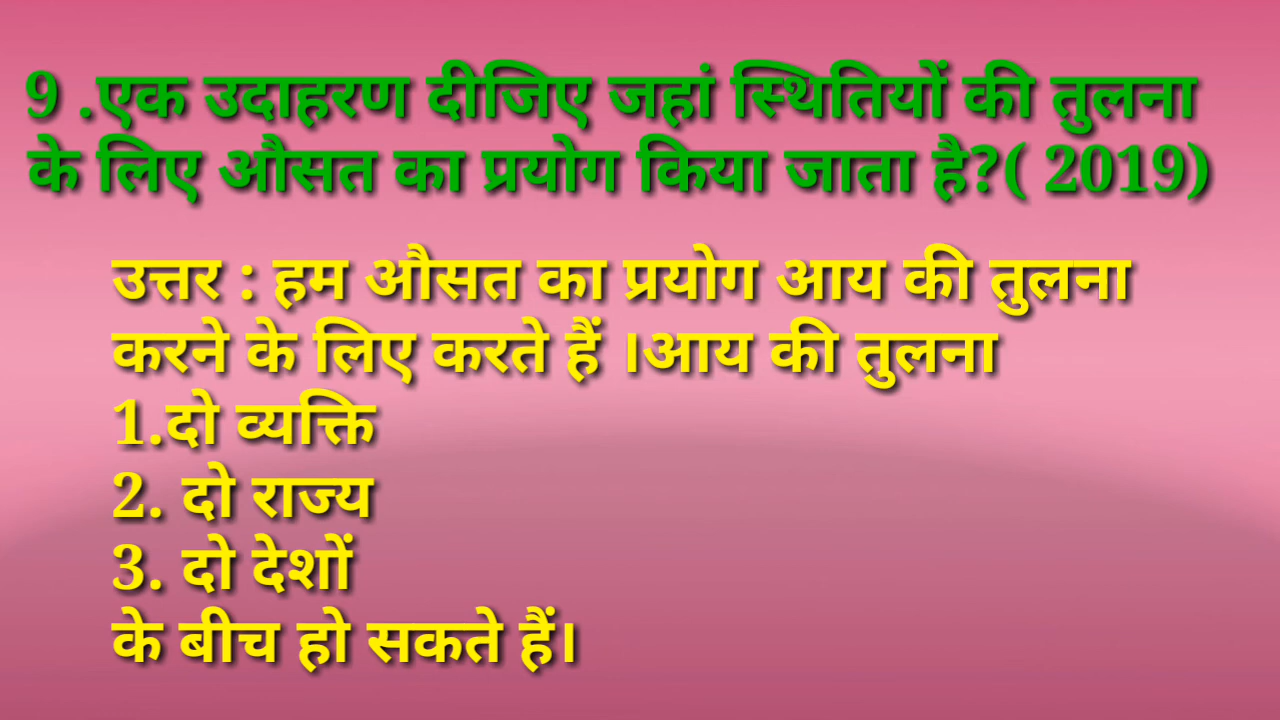 9 .एक उदाहरण दीजिए जहां स्थितियों की तुलना
के लिए औसत का प्रयोग किया जाता है?( 2019)
उत्तर : हम औसत का प्रयोग आय की तुलना
करने के लिए करते हैं ।आय की तुलना
1.दो व्यक्ति
2. दो राज्य
3. दो देशों
के बीच हो सकते हैं।